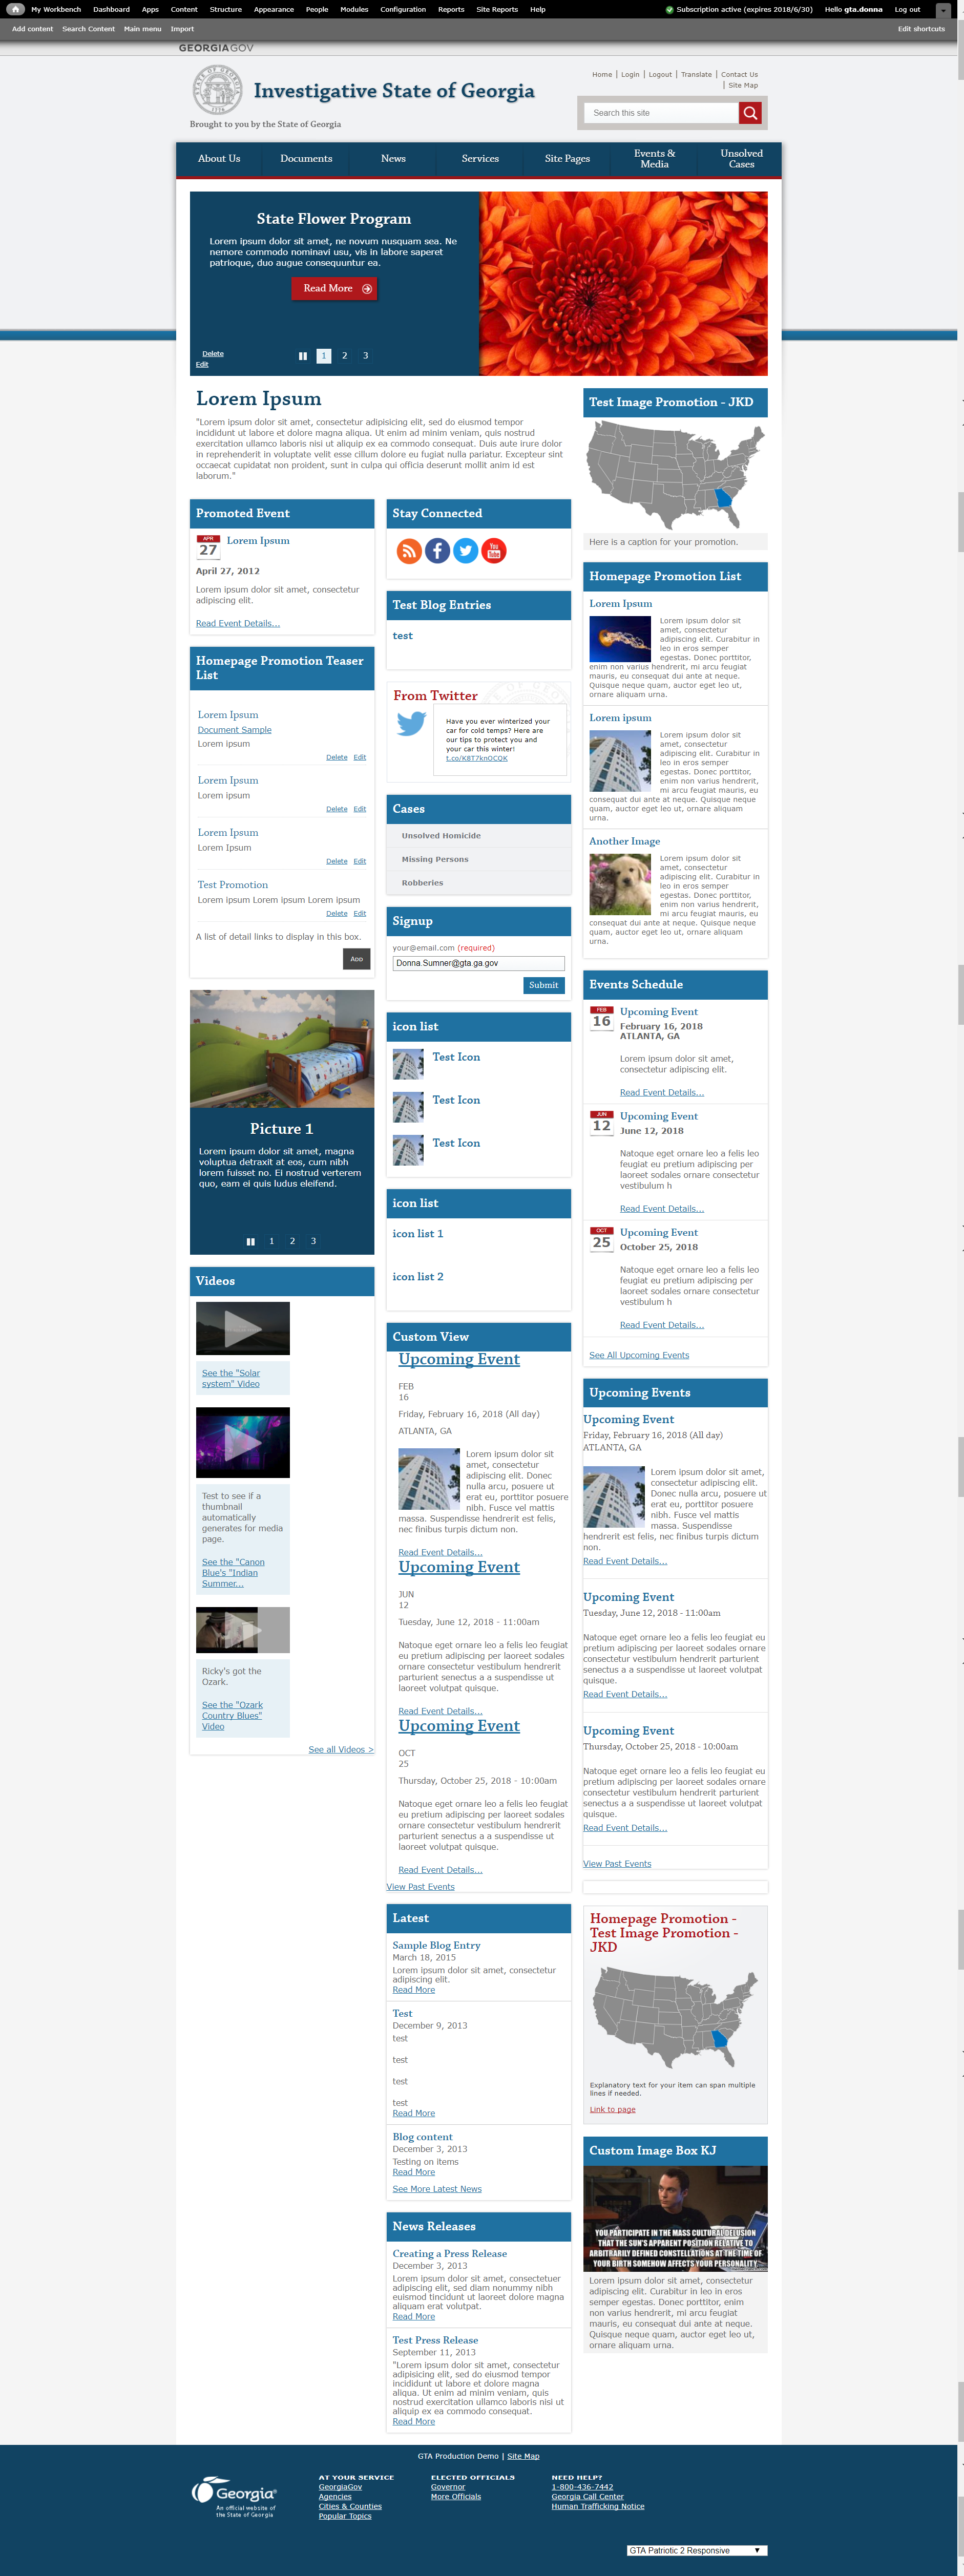 My Workbench Dashboard Apps Content Structure Appearance People Modules Configuration Reports Site Reports Help Subscription active (expires 2018/6/30) Hello gta.donna Log out
Add content Search Content Main menu Import Edit shortcuts
GEORGIAGOV
Home | Login | Logout | Translate | Contact Us
| Site Map
Investigative State of Georgia
Search this site
Brought to you by the State of Georgia
About Us Documents News Services Site Pages Events & Media Unsolved Cases
State Flower Program
Lorem ipsum dolor sit amet, ne novum nusquam sea. Ne
nemore commodo nominavi usu, vis in labore saperet
patrioque, duo augue consequuntur ea.
Read More
Delete
Edit
1 2 3
Lorem Ipsum
"Lorem ipsum dolor sit amet, consectetur adipisicing elit, sed do eiusmod tempor
incididunt ut labore et dolore magna aliqua. Ut enim ad minim veniam, quis nostrud
exercitation ullamco laboris nisi ut aliquip ex ea commodo consequat. Duis aute irure dolor
in reprehenderit in voluptate velit esse cillum dolore eu fugiat nulla pariatur. Excepteur sint
occaecat cupidatat non proident, sunt in culpa qui officia deserunt mollit anim id est
laborum."
Promoted Event
APR
27
Lorem Ipsum
April 27, 2012
Lorem ipsum dolor sit amet, consectetur
adipiscing elit.
Read Event Details...
Homepage Promotion Teaser
List
Lorem Ipsum
Document Sample
Lorem ipsum
Delete Edit
Lorem Ipsum
Lorem ipsum
Delete Edit
Lorem Ipsum
Lorem Ipsum
Delete Edit
Test Promotion
Lorem ipsum Lorem ipsum Lorem ipsum
Delete Edit
A list of detail links to display in this box.
ADD
Picture 1
Lorem ipsum dolor sit amet, magna
voluptua detraxit at eos, cum nibh
lorem fuisset no. Ei nostrud verterem
quo, eam ei quis ludus eleifend.
1 2 3
Videos
See the "Solar
system" Video
Test to see if a
thumbnail
automatically
generates for media
page.
See the "Canon
Blue's "Indian
Summer...
Ricky's got the
Ozark.
See the "Ozark
Country Blues"
Video
See all Videos >
Stay Connected
You
Tube
Test Blog Entries
test
From Twitter
Have you ever winterized your
car for cold temps? Here are
our tips to protect you and
your car this winter!
t.co/K8T7knOCQK
Cases
Unsolved Homicide
Missing Persons
Robberies
Signup
your@email.com (required)
Donna.Sumner@gta.ga.gov
Submit
icon list
Test Icon
Test Icon
Test Icon
icon list
icon list 1
icon list 2
Custom View
Upcoming Event
FEB
16
Friday, February 16, 2018 (All day)
ATLANTA, GA
Lorem ipsum dolor sit
amet, consectetur
adipiscing elit. Donec
nulla arcu, posuere ut
erat eu, porttitor posuere
nibh. Fusce vel mattis
massa. Suspendisse hendrerit est felis,
nec finibus turpis dictum non.
Read Event Details...
Upcoming Event
JUN
12
Tuesday, June 12, 2018 - 11:00am
Natoque eget ornare leo a felis leo feugiat
eu pretium adipiscing per laoreet sodales
ornare consectetur vestibulum hendrerit
parturient senectus a a suspendisse ut
laoreet volutpat quisque.
Read Event Details...
Upcoming Event
OCT
25
Thursday, October 25, 2018 - 10:00am
Natoque eget ornare leo a felis leo feugiat
eu pretium adipiscing per laoreet sodales
ornare consectetur vestibulum hendrerit
parturient senectus a a suspendisse ut
laoreet volutpat quisque.
Read Event Details...
View Past Events
Latest
Sample Blog Entry
March 18, 2015
Lorem ipsum dolor sit amet, consectetur
adipiscing elit.
Read More
Test
December 9, 2013
test
test
test
test
Read More
Blog content
December 3, 2013
Testing on items
Read More
See More Latest News
News Releases
Creating a Press Release
December 3, 2013
Lorem ipsum dolor sit amet, consectetuer
adipiscing elit, sed diam nonummy nibh
euismod tincidunt ut laoreet dolore magna
aliquam erat volutpat.
Read More
Test Press Release
September 11, 2013
"Lorem ipsum dolor sit amet, consectetur
adipisicing elit, sed do eiusmod tempor
incididunt ut labore et dolore magna
aliqua. Ut enim ad minim veniam, quis
nostrud exercitation ullamco laboris nisi ut
aliquip ex ea commodo consequat.
Read More
Test Image Promotion - JKD
Here is a caption for your promotion.
Homepage Promotion List
Lorem Ipsum
Lorem ipsum dolor sit
amet, consectetur
adipiscing elit. Curabitur in
leo in eros semper
egestas. Donec porttitor,
enim non varius hendrerit, mi arcu feugiat
mauris, eu consequat dui ante at neque.
Quisque neque quam, auctor eget leo ut,
ornare aliquam urna.
Lorem ipsum
Lorem ipsum dolor sit
amet, consectetur
adipiscing elit. Curabitur in
leo in eros semper
egestas. Donec porttitor,
enim non varius hendrerit,
mi arcu feugiat mauris, eu
consequat dui ante at neque. Quisque neque
quam, auctor eget leo ut, ornare aliquam
urna.
Another Image
Lorem ipsum dolor sit
amet, consectetur
adipiscing elit. Curabitur in
leo in eros semper
egestas. Donec porttitor,
enim non varius hendrerit,
mi arcu feugiat mauris, eu
consequat dui ante at neque. Quisque neque
quam, auctor eget leo ut, ornare aliquam
urna.
Events Schedule
FEB
16
Upcoming Event
February 16, 2018
ATLANTA, GA
Lorem ipsum dolor sit amet,
consectetur adipiscing elit.
Read Event Details...
JUN
12
Upcoming Event
June 12, 2018
Natoque eget ornare leo a felis leo
feugiat eu pretium adipiscing per
laoreet sodales ornare consectetur
vestibulum h
Read Event Details...
OCT
25
Upcoming Event
October 25, 2018
Natoque eget ornare leo a felis leo
feugiat eu pretium adipiscing per
laoreet sodales ornare consectetur
vestibulum h
Read Event Details...
See All Upcoming Events
Upcoming Events
Upcoming Event
Friday, February 16, 2018 (All day)
ATLANTA, GA
Lorem ipsum dolor sit amet,
consectetur adipiscing elit.
Donec nulla arcu, posuere ut
erat eu, porttitor posuere
nibh. Fusce vel mattis
massa. Suspendisse
hendrerit est felis, nec finibus turpis dictum
non.
Read Event Details...
Upcoming Event
Tuesday, June 12, 2018 - 11:00am
Natoque eget ornare leo a felis leo feugiat eu
pretium adipiscing per laoreet sodales ornare
consectetur vestibulum hendrerit parturient
senectus a a suspendisse ut laoreet volutpat
quisque.
Read Event Details...
Upcoming Event
Thursday, October 25, 2018 - 10:00am
Natoque eget ornare leo a felis leo feugiat eu
pretium adipiscing per laoreet sodales ornare
consectetur vestibulum hendrerit parturient
senectus a a suspendisse ut laoreet volutpat
quisque.
Read Event Details...
View Past Events
Homepage Promotion -
Test Image Promotion -
JKD
Explanatory text for your item can span multiple
lines if needed.
Link to page
Custom Image Box KJ
YOU PARTICIPATE IN THE MASS CULTURAL DELUSION
THAT THE SUN'S APPARENT POSITION RELATIVE TO
ARBITRARILY DEFINED CONSTELLATIONS AT THE TIME OF
YOUR BIRTH SOMEHOW AFFECTS YOUR PERSONALITY
Lorem ipsum dolor sit amet, consectetur
adipiscing elit. Curabitur in leo in eros
semper egestas. Donec porttitor, enim
non varius hendrerit, mi arcu feugiat
mauris, eu consequat dui ante at neque.
Quisque neque quam, auctor eget leo ut,
ornare aliquam urna.
GTA Production Demo | Site Map
Georgia
An official website of
the State of Georgia
AT YOUR SERVICE
GeorgiaGov
Agencies
Cities & Counties
Popular Topics
ELECTED OFFICIALS
Governor
More Officials
NEED HELP?
1-800-436-7442
Georgia Call Center
Human Trafficking Notice
GTA Patriotic 2 Responsive